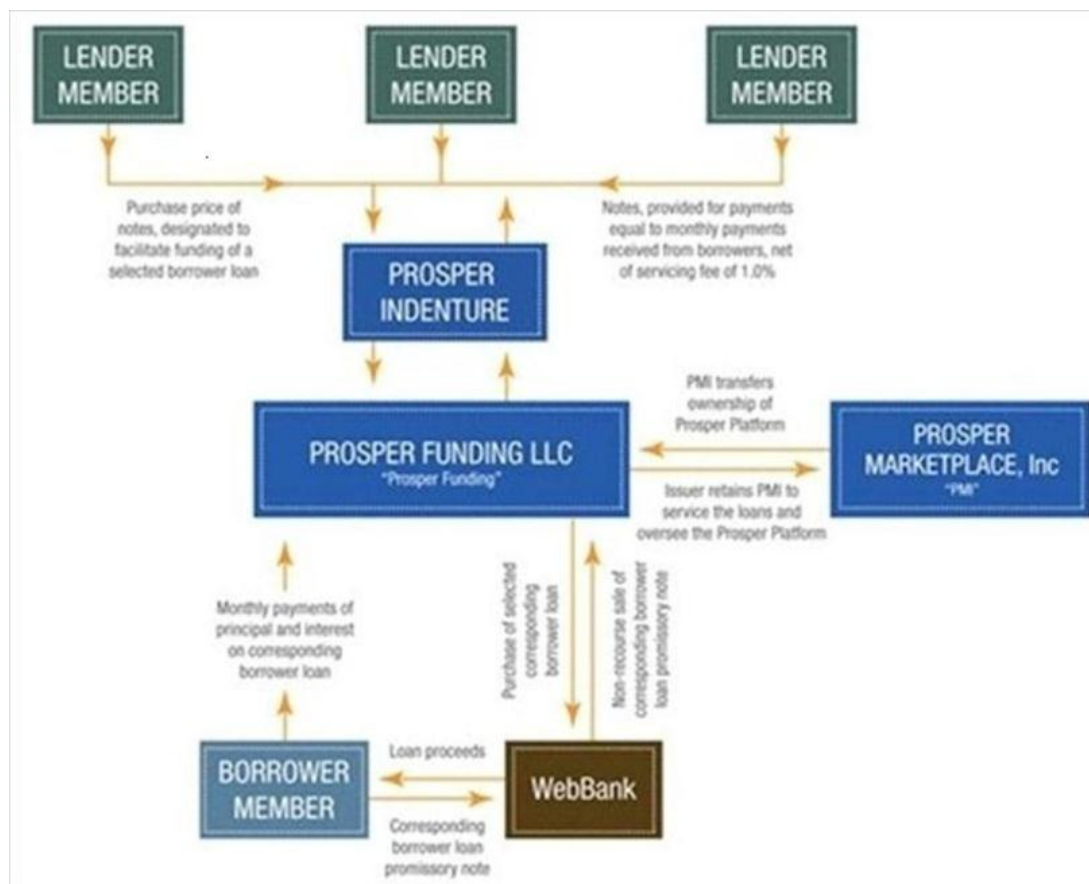 LENDER
MEMBER
LENDER
MEMBER
LENDER
MEMBER
Purchase price of
notes, designated to
facilitate funding of a
selected borrower loan
Notes, provided for payments
equal to monthly payments
received from borrowers, net
of servicing fee of 1.0%
PROSPER
INDENTURE
PROSPER FUNDING LLC
"Prosper Funding"
PMI transfers
ownership of
Prosper Platform
Issuer retains PMI to
service the loans and
oversee the Prosper Platform
PROSPER
MARKETPLACE, Inc
"PMI"
Monthly payments of
principal and interest
on corresponding
borrower loan
Purchase of selected
corresponding
borrower loan
Non-recourse sale of
corresponding borrower
loan promissory note
BORROWER
MEMBER
Loan proceeds
Corresponding
borrower loan
promissory note
WebBank